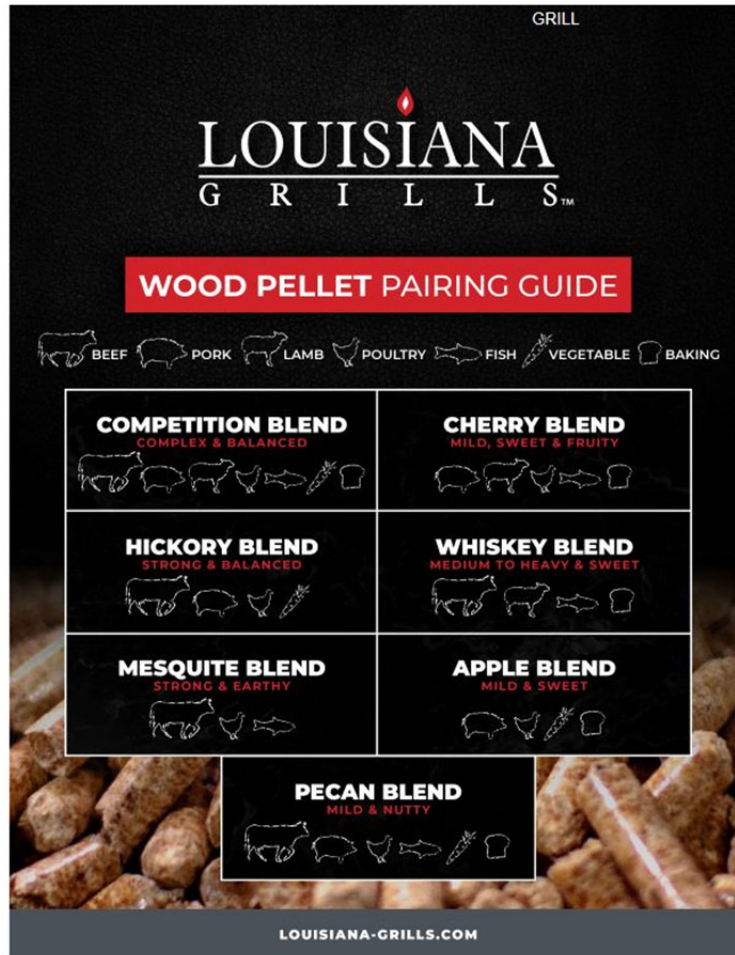 GRILL
LOUISIANA
GRILLS™
WOOD PELLET PAIRING GUIDE
BEEF PORK LAMB POULTRY FISH VEGETABLE BAKING
COMPETITION BLEND
COMPLEX & BALANCED
CHERRY BLEND
MILD, SWEET & FRUITY
HICKORY BLEND
STRONG & BALANCED
WHISKEY BLEND
MEDIUM TO HEAVY & SWEET
MESQUITE BLEND
STRONG & EARTHY
APPLE BLEND
MILD & SWEET
PECAN BLEND
MILD & NUTTY
LOUISIANA-GRILLS.COM